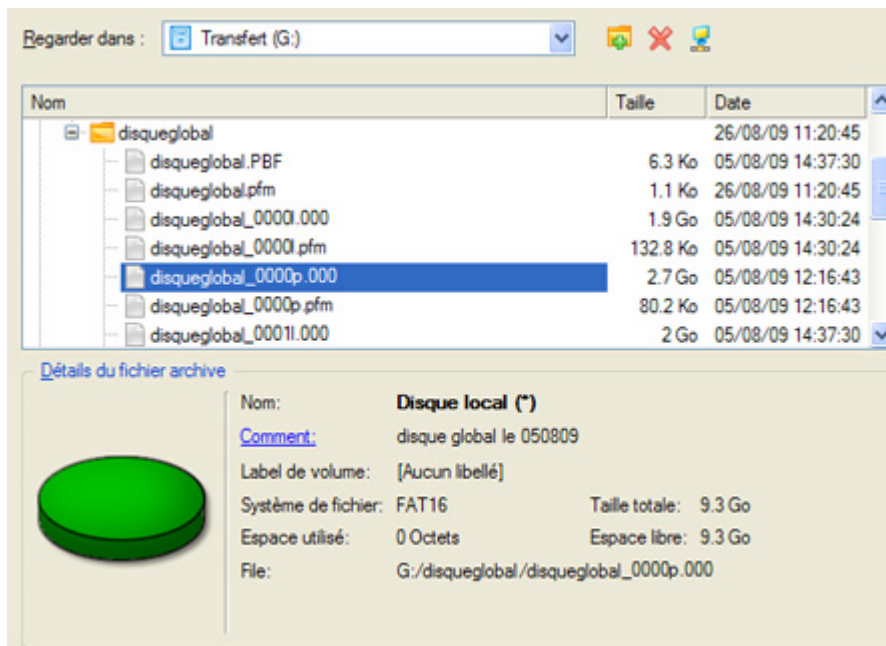 Regarder dans : Transfert (G:)
Nom Taille Date
disqueglobal 26/08/09 11:20:45
disqueglobal.PBF 6.3 Ko 05/08/09 14:37:30
disqueglobal.pfm 1.1 Ko 26/08/09 11:20:45
disqueglobal_0000l.000 1.9 Go 05/08/09 14:30:24
disqueglobal_0000l.pfm 132.8 Ko 05/08/09 14:30:24
disqueglobal_0000p.000 2.7 Go 05/08/09 12:16:43
disqueglobal_0000p.pfm 80.2 Ko 05/08/09 12:16:43
disqueglobal_0001l.000 2 Go 05/08/09 14:37:30
Détails du fichier archive
Nom: Disque local (*)
Comment: disque global le 050809
Label de volume: [Aucun libellé]
Système de fichier: FAT16 Taille totale: 9.3 Go
Espace utilisé: 0 Octets Espace libre: 9.3 Go
File: G:/disqueglobal/disqueglobal_0000p.000